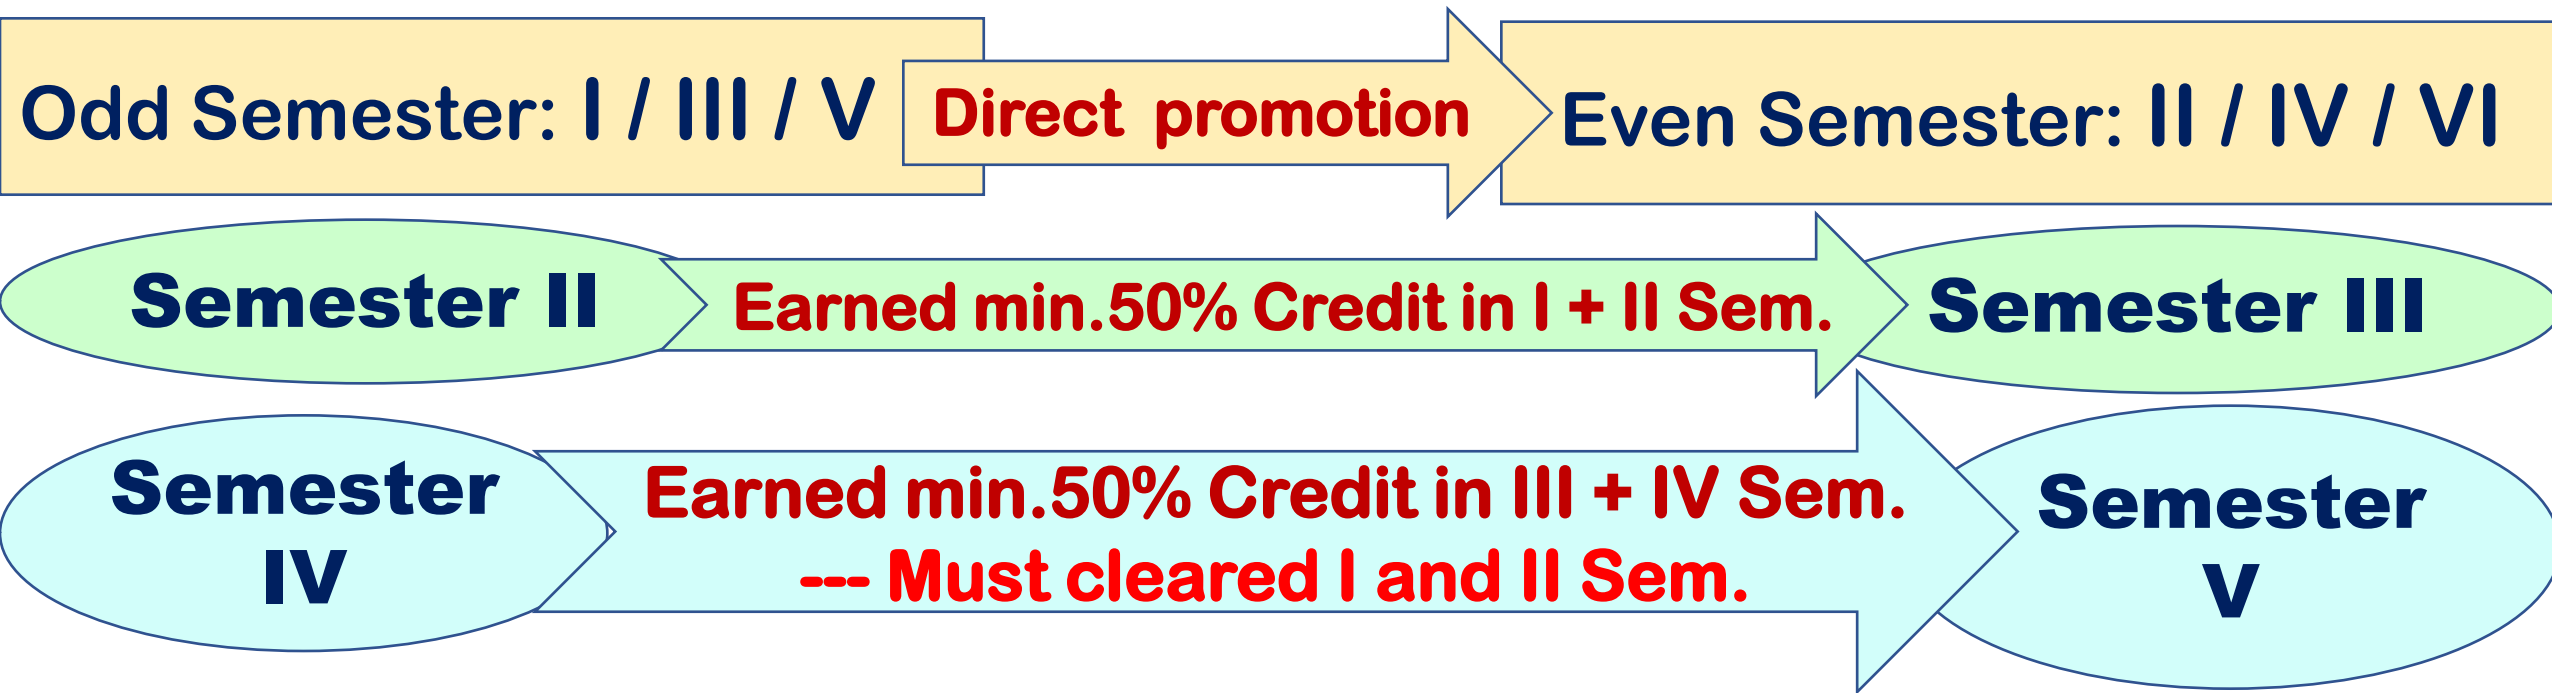 Odd Semester: I / III / V
Direct promotion
Even Semester: II / IV / VI
Semester II
Earned min.50% Credit in I + II Sem.
Semester III
Semester
IV
Earned min.50% Credit in III + IV Sem.
--- Must cleared I and II Sem.
Semester
V